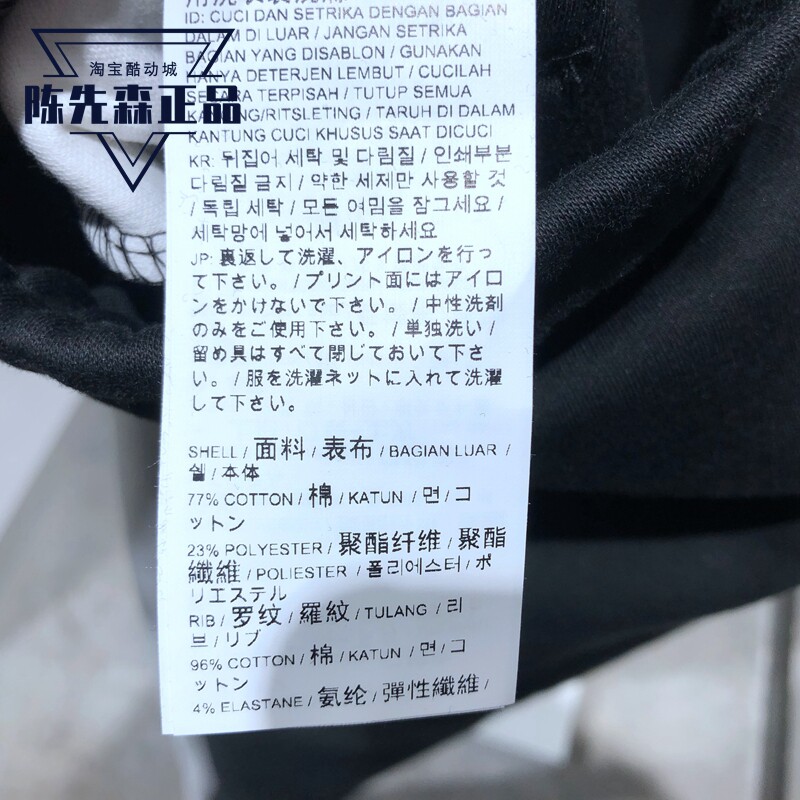 淘宝酷动城
陈先森正品
ID: CUCI DAN SETRIKA DENGAN BAGIAN
DALAM DI LUAR / JANGAN SETRIKA
BAGIAN YANG DISABLON / GUNAKAN
HANYA DETERJEN LEMBUT / CUCILAH
TERPISAH / TUTUP SEMUA
/RITSLETING / TARUH DI DALAM
KANTUNG CUCI KHUSUS SAAT DICUCI
KR: 뒤집어 세탁 및 다림질 / 인쇄부분
다림질 금지 / 약한 세제만 사용할 것
/ 독립 세탁 / 모든 여밈을 잠그세요 /
세탁망에 넣어서 세탁하세요
JP: 裏返して洗濯、アイロンを行っ
て下さい。 / プリント面にはアイロ
ンをかけないで下さい。 / 中性洗剤
のみをご使用下さい。 / 単独洗い /
留め具はすべて閉じておいて下さ
い。 / 服を洗濯ネットに入れて洗濯
して下さい。
SHELL / 面料 / 表布 / BAGIAN LUAR /
쉘 / 本体
77% COTTON / 棉 / KATUN / 면 / コ
ットン
23% POLYESTER / 聚酯纤维 / 聚酯
纖維 / POLIESTER / 폴리에스터 / ポ
リエステル
RIB / 罗纹 / 羅紋 / TULANG / 리
브 / リブ
96% COTTON / 棉 / KATUN / 면 / コ
ットン
4% ELASTANE / 氨纶 / 彈性纖維 /